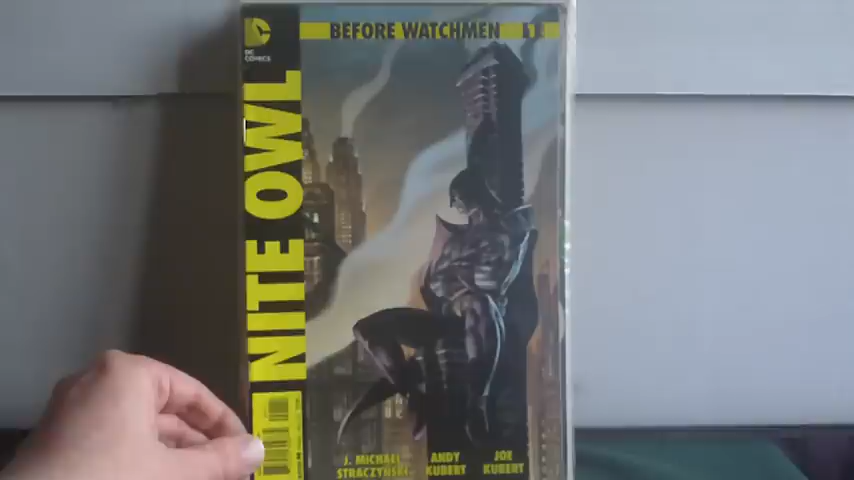 DC
COMICS
BEFORE WATCHMEN 1
NITE OWL
J. MICHAEL
STRACZYNSKI
ANDY
KUBERT
JOE
KUBERT